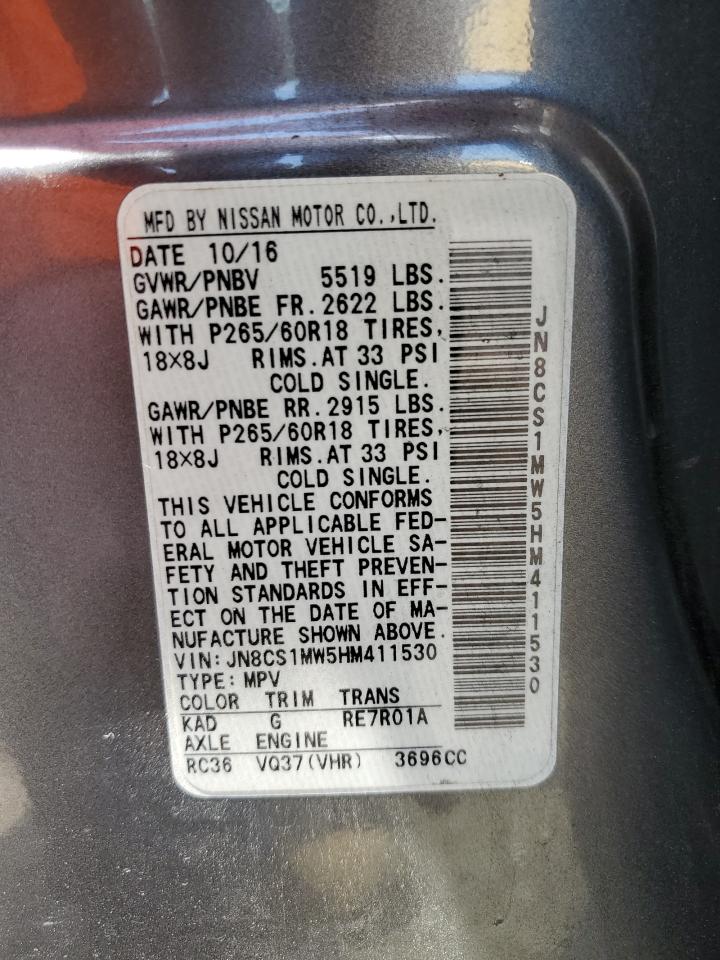 MFD BY NISSAN MOTOR CO.,LTD.
DATE 10/16
GVWR/PNBV 5519 LBS.
GAWR/PNBE FR. 2622 LBS.
WITH P265/60R18 TIRES,
18×8J RIMS.AT 33 PSI
COLD SINGLE.
GAWR/PNBE RR. 2915 LBS.
WITH P265/60R18 TIRES,
18×8J RIMS.AT 33 PSI
COLD SINGLE.
THIS VEHICLE CONFORMS
TO ALL APPLICABLE FED-
ERAL MOTOR VEHICLE SA-
FETY AND THEFT PREVEN-
TION STANDARDS IN EFF-
ECT ON THE DATE OF MA-
NUFACTURE SHOWN ABOVE.
VIN: JN8CS1MW5HM411530
TYPE: MPV
COLOR TRIM TRANS
KAD G RE7R01A
AXLE ENGINE
RC36 VQ37(VHR) 3696CC
JN8CS1MW5HM411530